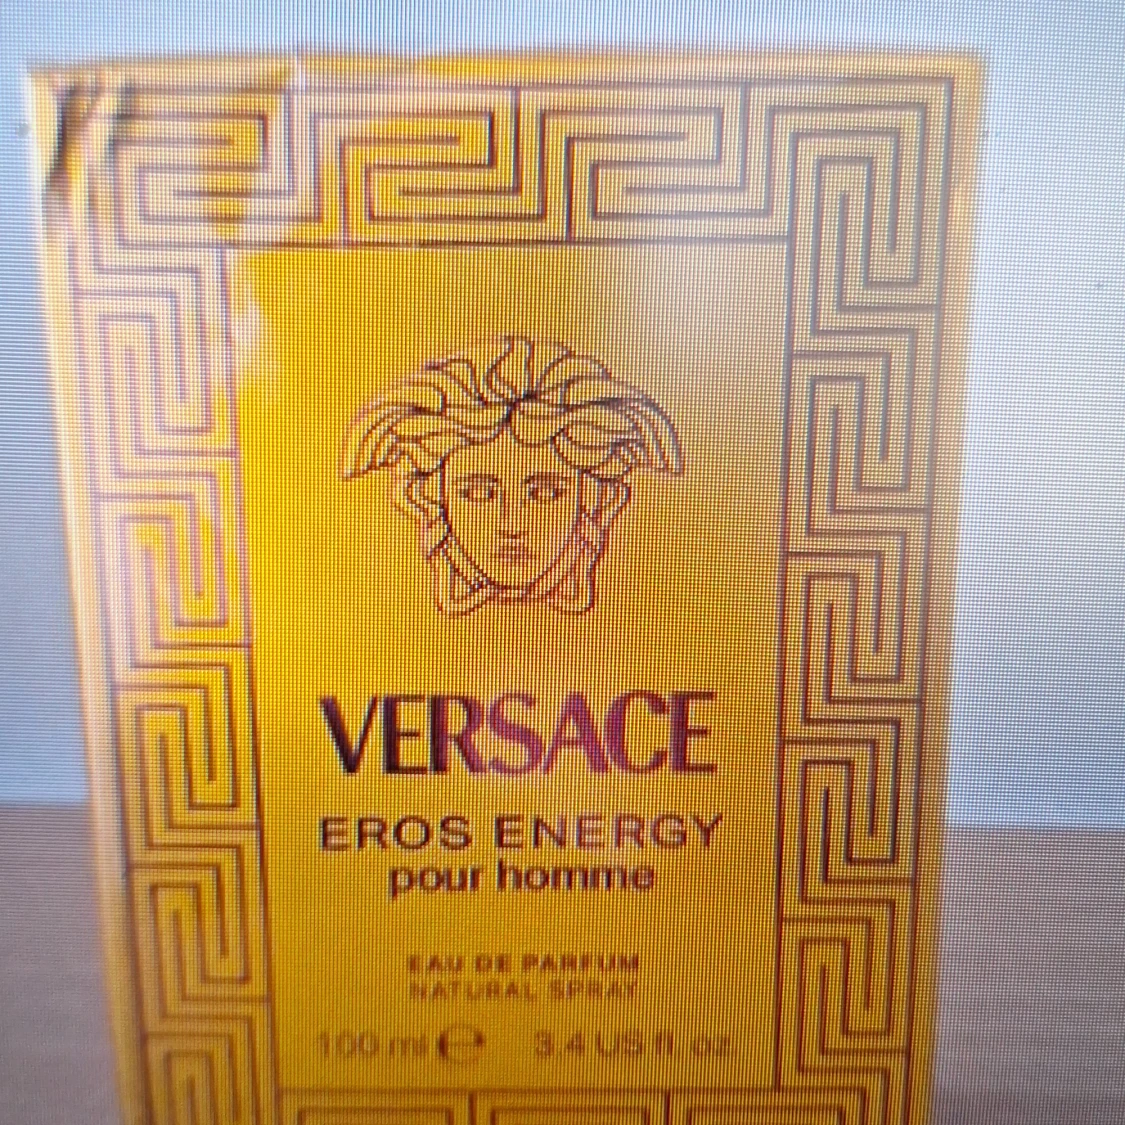 VERSACE
EROS ENERGY
pour homme
EAU DE PARFUM
NATURAL SPRAY
100 ml ℮ 3.4 US fl. oz.